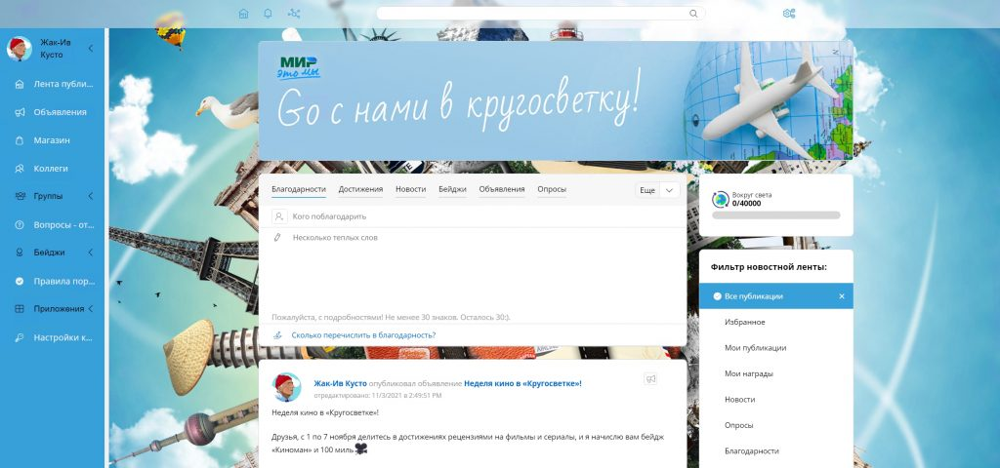 Жак-Ив
Кусто
Лента публи...
Объявления
Магазин
Коллеги
Группы
Вопросы - от...
Бейджи
Правила пор...
Приложения
Настройки к...
МИР
это мы
Go с нами в кругосветку!
Благодарности Достижения Новости Бейджи Объявления Опросы Еще
Кого поблагодарить
Несколько теплых слов
Пожалуйста, с подробностями! Не менее 30 знаков. Осталось 30:).
Сколько перечислить в благодарность?
Жак-Ив Кусто опубликовал объявление Неделя кино в «Кругосветке»!
отредактировано: 11/3/2021 в 2:49:51 PM
Неделя кино в «Кругосветке»!
Друзья, с 1 по 7 ноября делитесь в достижениях рецензиями на фильмы и сериалы, и я начислю вам бейдж
«Киноман» и 100 миль
Вокруг света
0/40000
Фильтр новостной ленты:
Все публикации
Избранное
Мои публикации
Мои награды
Новости
Опросы
Благодарности